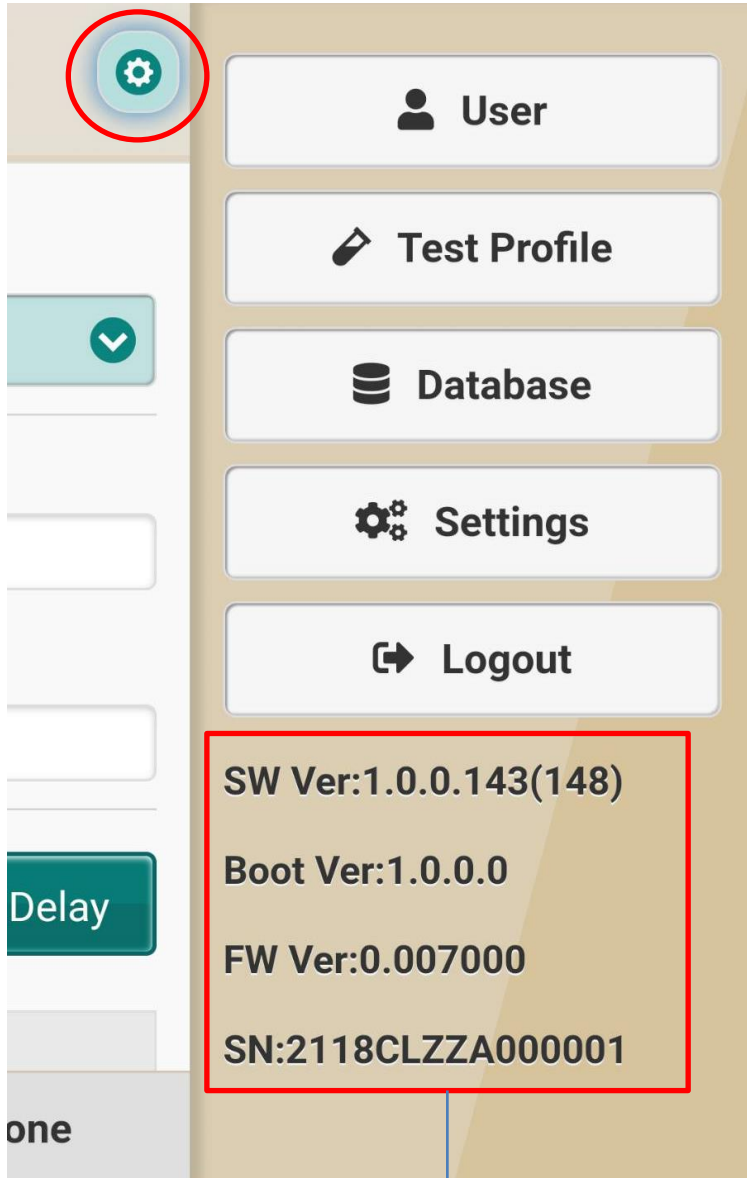 User
Test Profile
Database
Settings
Logout
SW Ver:1.0.0.143(148)
Boot Ver:1.0.0.0
Delay
FW Ver:0.007000
SN:2118CLZZA000001
one